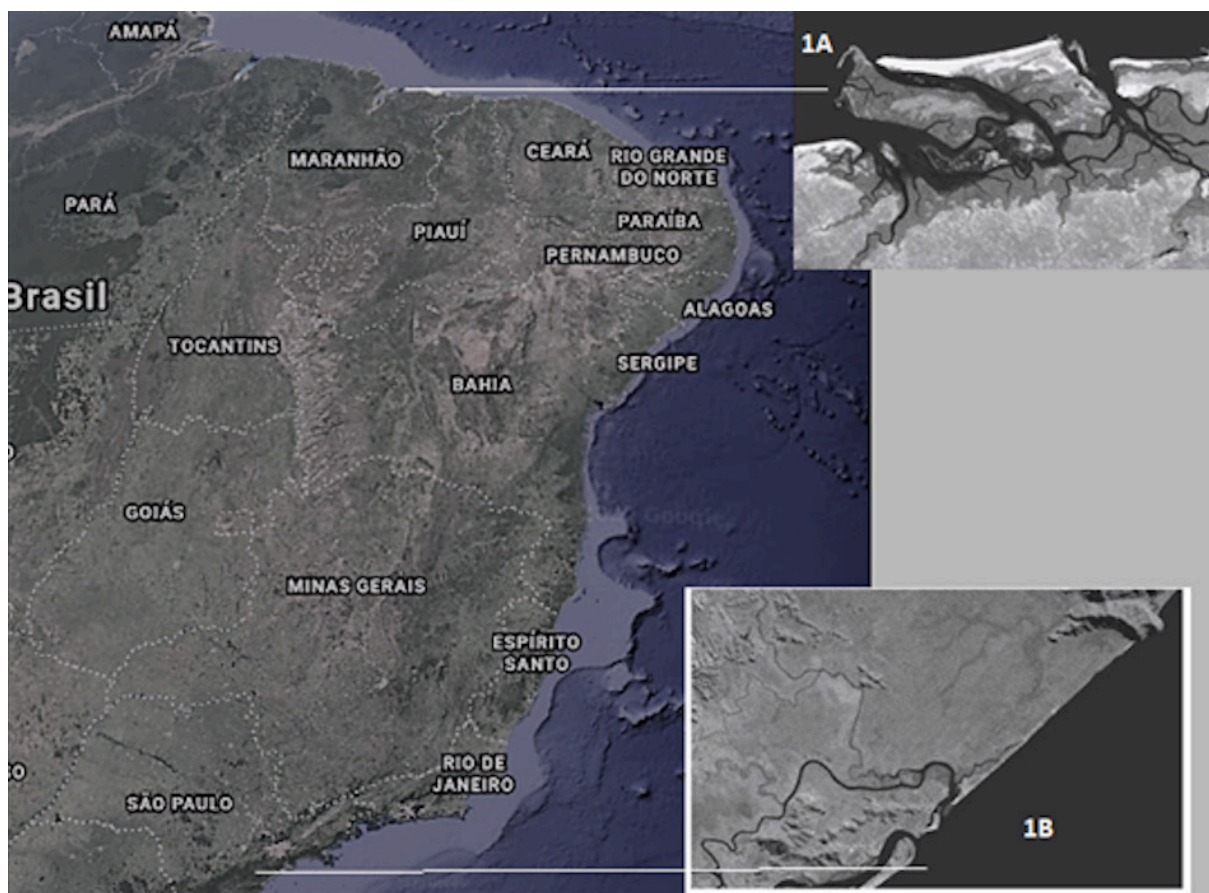 AMAPÁ
1A
MARANHÃO
CEARÁ
RIO GRANDE
DO NORTE
PARÁ
PIAUÍ
PARAÍBA
PERNAMBUCO
Brasil
ALAGOAS
TOCANTINS
SERGIPE
BAHIA
GOIÁS
Google
MINAS GERAIS
ESPÍRITO
SANTO
RIO DE
JANEIRO
SÃO PAULO
1B